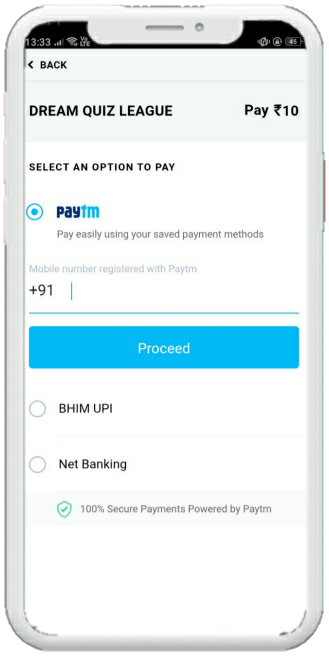 13:33
VoLTE
45
BACK
DREAM QUIZ LEAGUE Pay ₹10
SELECT AN OPTION TO PAY
paytm
Pay easily using your saved payment methods
Mobile number registered with Paytm
+91
Proceed
BHIM UPI
Net Banking
100% Secure Payments Powered by Paytm